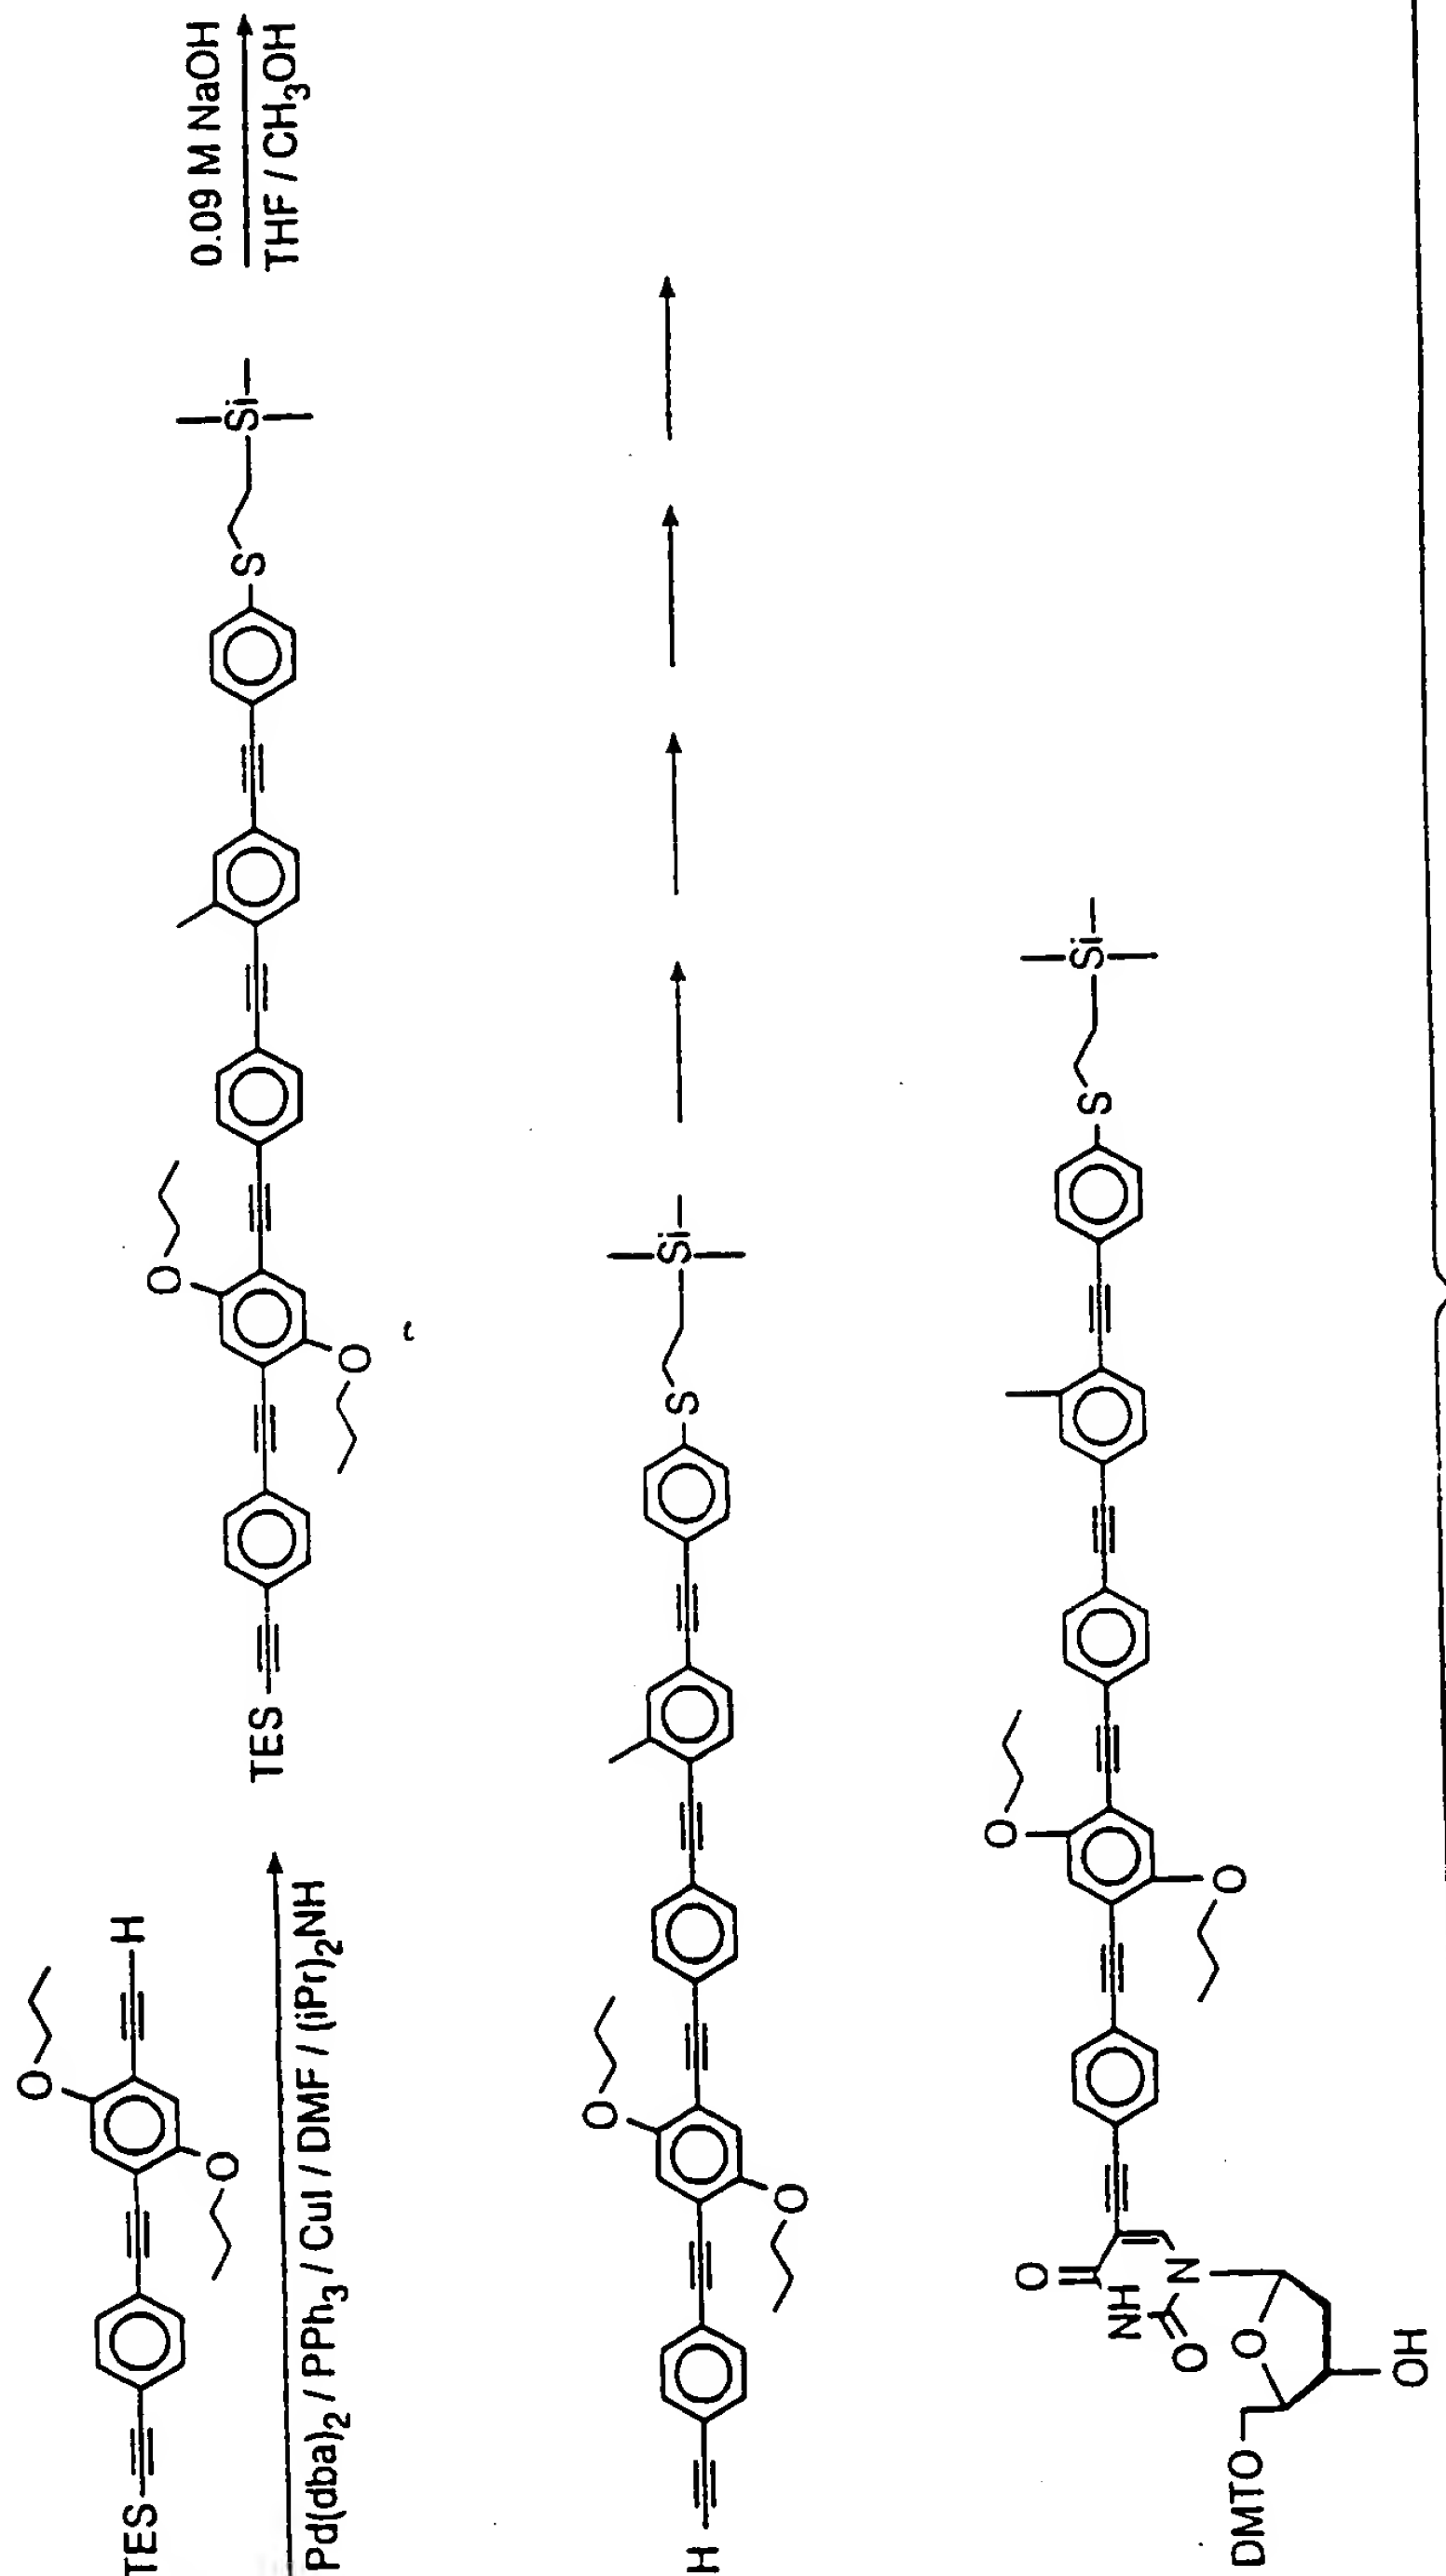 O
TES
H
O
Pd(dba)2 / PPh3 / CuI / DMF / (iPr)2NH
O
TES
O
S
Si
0.09 M NaOH
THF / CH3OH
O
H
O
S
Si
O
NH
N
O
O
DMTO
OH
O
O
S
Si